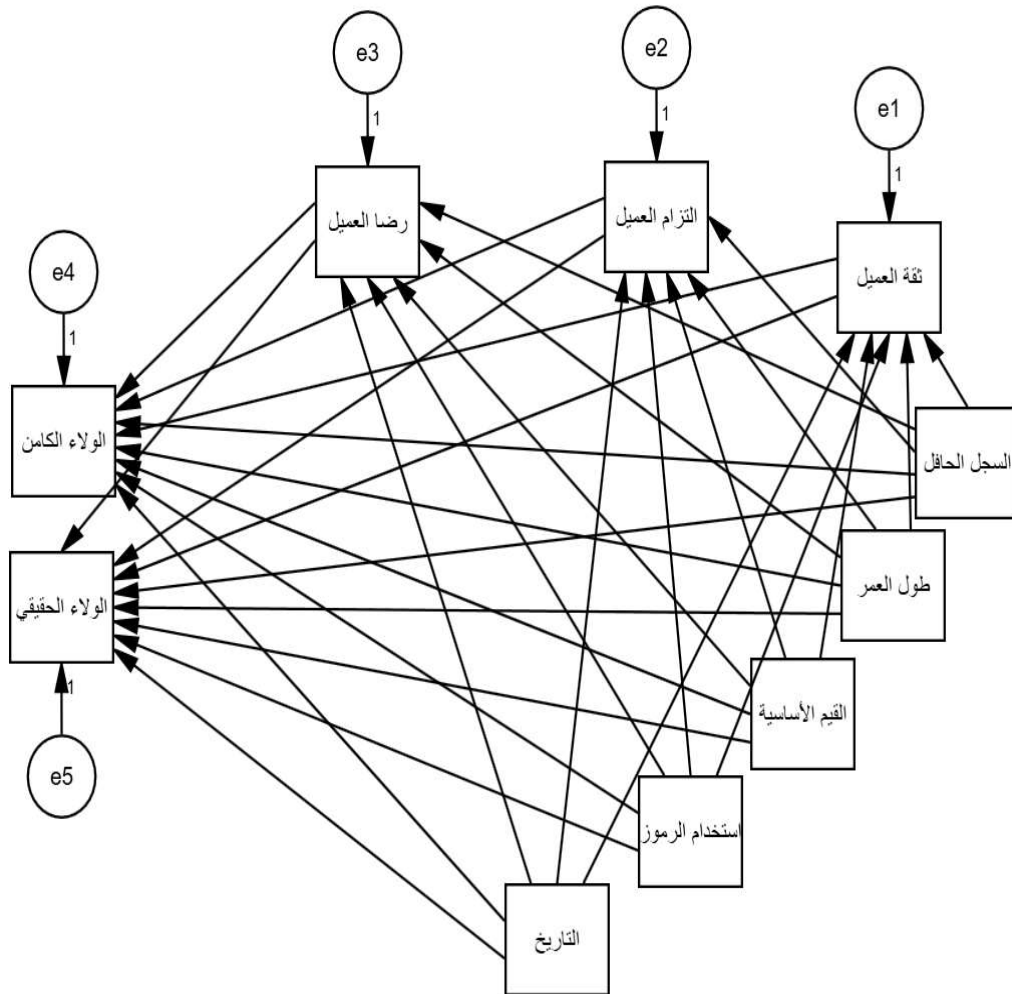 e3
e2
e1
1
1
1
رضا العميل
التزام العميل
ثقة العميل
e4
1
الولاء الكامن
السجل الحافل
الولاء الحقيقي
طول العمر
1
القيم الأساسية
e5
استخدام الرموز
التاريخ